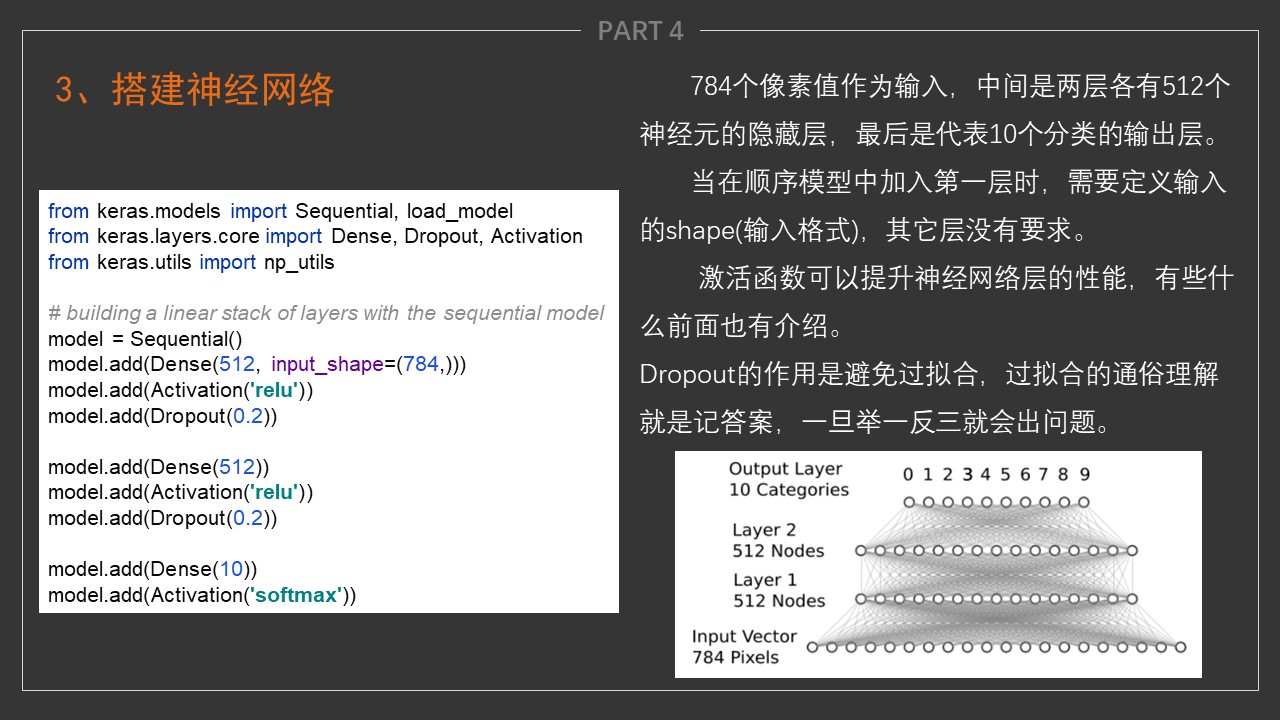 PART 4
3、搭建神经网络
from keras.models import Sequential, load_model
from keras.layers.core import Dense, Dropout, Activation
from keras.utils import np_utils
# building a linear stack of layers with the sequential model
model = Sequential()
model.add(Dense(512, input_shape=(784,)))
model.add(Activation('relu'))
model.add(Dropout(0.2))
model.add(Dense(512))
model.add(Activation('relu'))
model.add(Dropout(0.2))
model.add(Dense(10))
model.add(Activation('softmax'))
784个像素值作为输入，中间是两层各有512个
神经元的隐藏层，最后是代表10个分类的输出层。
当在顺序模型中加入第一层时，需要定义输入
的shape(输入格式)，其它层没有要求。
激活函数可以提升神经网络层的性能，有些什
么前面也有介绍。
Dropout的作用是避免过拟合，过拟合的通俗理解
就是记答案，一旦举一反三就会出问题。
Output Layer
10 Categories
0 1 2 3 4 5 6 7 8 9
Layer 2
512 Nodes
Layer 1
512 Nodes
Input Vector
784 Pixels